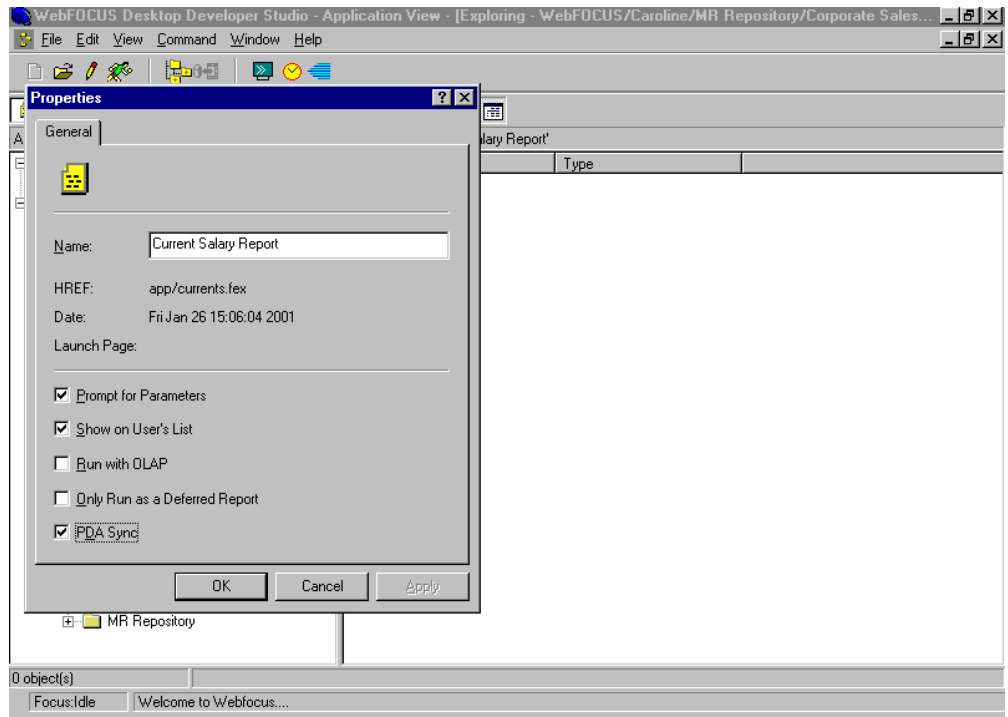 WebFOCUS Desktop Developer Studio - Application View - [Exploring - WebFOCUS/Caroline/MR Repository/Corporate Sales...
File Edit View Command Window Help
Properties
General
A
lary Report'
Type
Name: Current Salary Report
HREF: app/currents.fex
Date: Fri Jan 26 15:06:04 2001
Launch Page:
Prompt for Parameters
Show on User's List
Run with OLAP
Only Run as a Deferred Report
PDA Sync
OK Cancel Apply
MR Repository
0 object(s)
Focus:Idle Welcome to Webfocus....